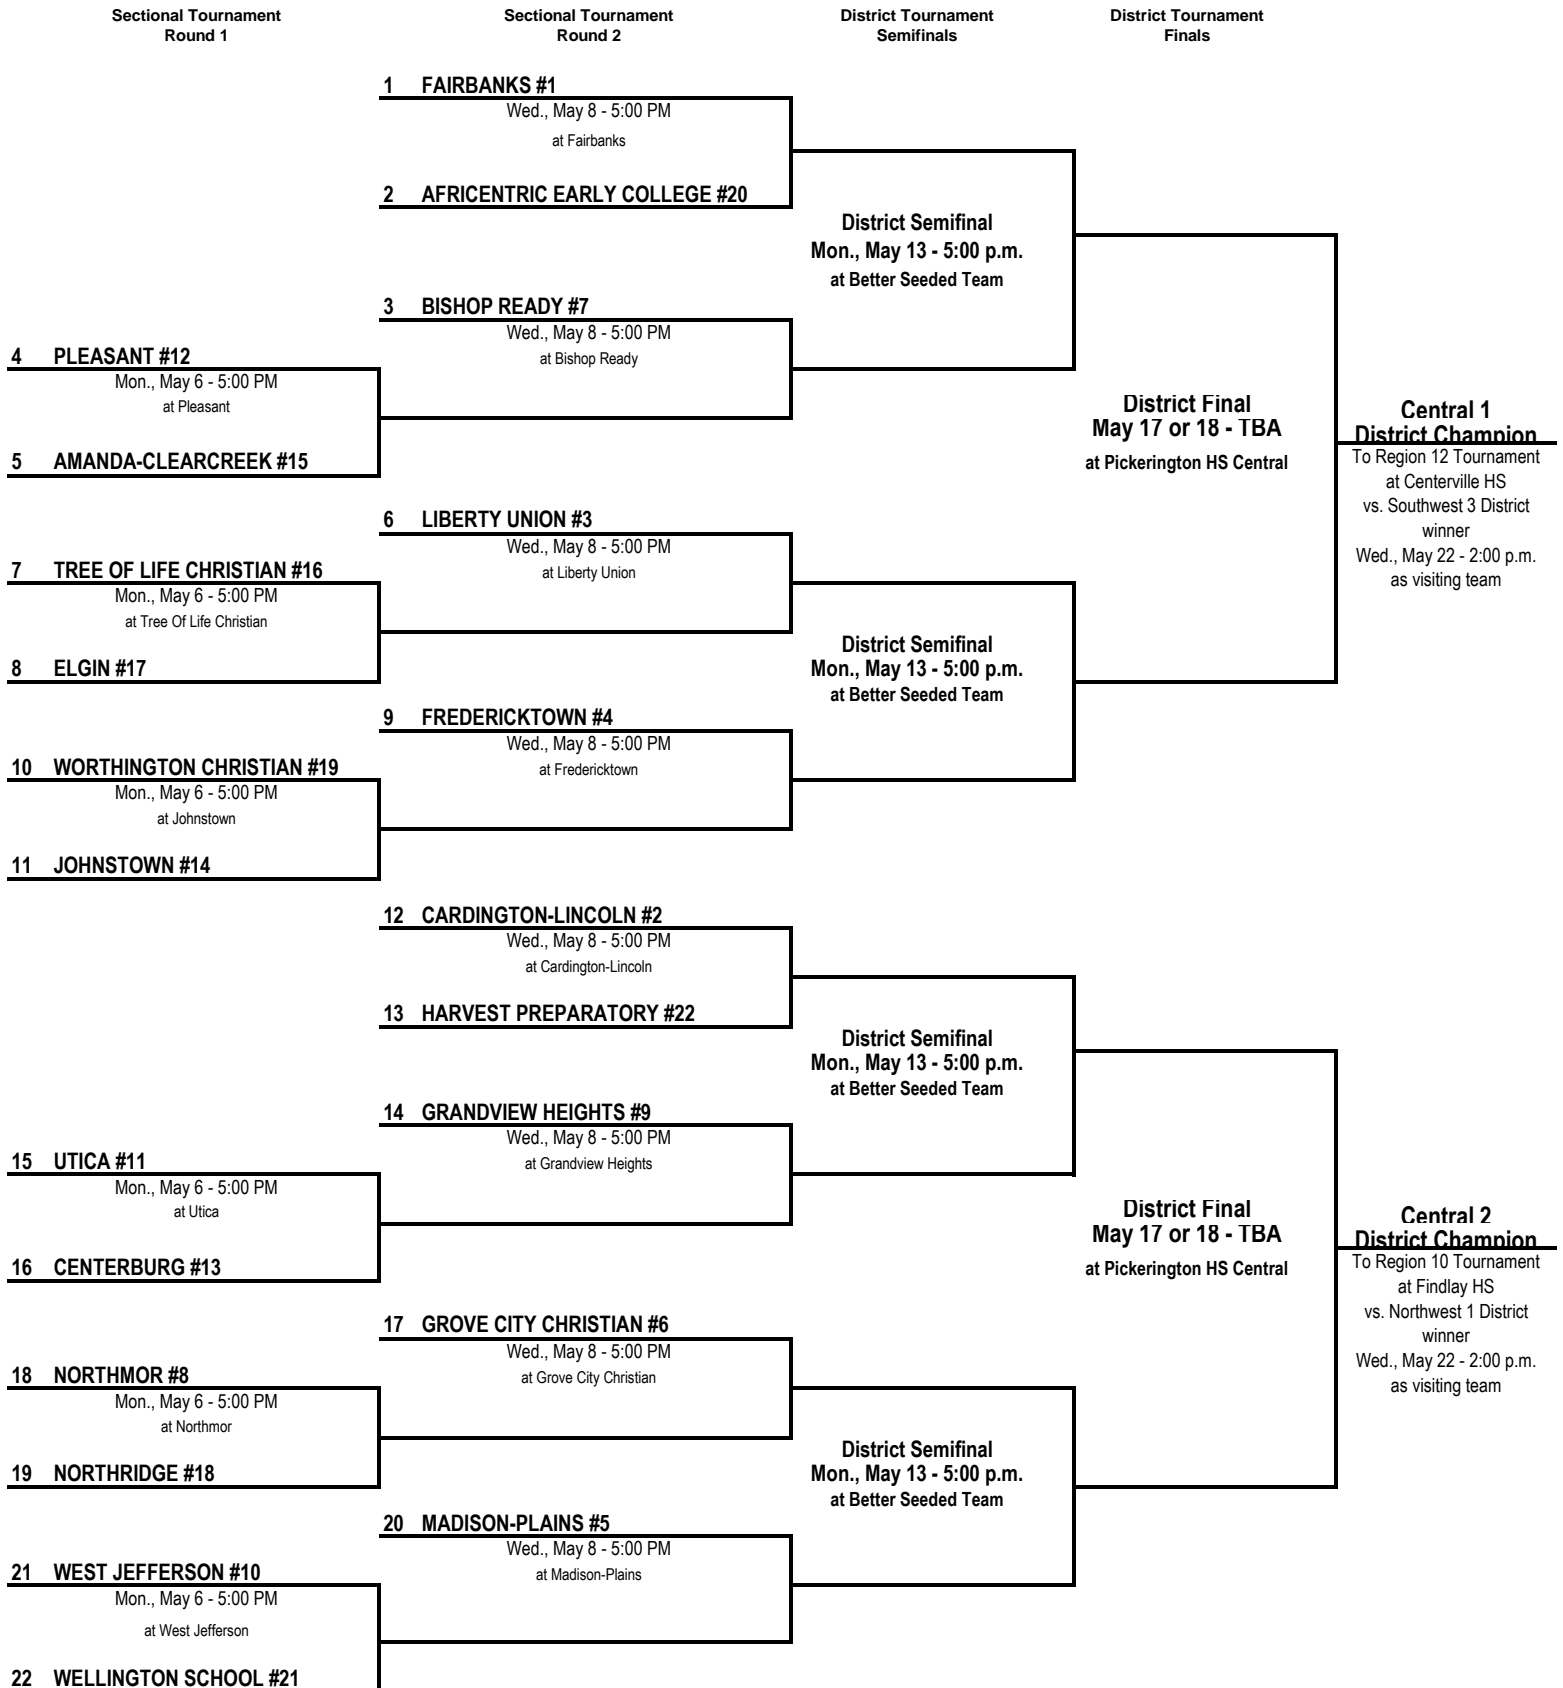 Sectional Tournament
Round 1
Sectional Tournament
Round 2
District Tournament
Semifinals
District Tournament
Finals
1 FAIRBANKS #1
Wed., May 8 - 5:00 PM
at Fairbanks
2 AFRICENTRIC EARLY COLLEGE #20
District Semifinal
Mon., May 13 - 5:00 p.m.
at Better Seeded Team
3 BISHOP READY #7
Wed., May 8 - 5:00 PM
at Bishop Ready
4 PLEASANT #12
Mon., May 6 - 5:00 PM
at Pleasant
5 AMANDA-CLEARCREEK #15
District Final
May 17 or 18 - TBA
at Pickerington HS Central
Central 1
District Champion
To Region 12 Tournament
at Centerville HS
vs. Southwest 3 District
winner
Wed., May 22 - 2:00 p.m.
as visiting team
6 LIBERTY UNION #3
Wed., May 8 - 5:00 PM
at Liberty Union
7 TREE OF LIFE CHRISTIAN #16
Mon., May 6 - 5:00 PM
at Tree Of Life Christian
8 ELGIN #17
District Semifinal
Mon., May 13 - 5:00 p.m.
at Better Seeded Team
9 FREDERICKTOWN #4
Wed., May 8 - 5:00 PM
at Fredericktown
10 WORTHINGTON CHRISTIAN #19
Mon., May 6 - 5:00 PM
at Johnstown
11 JOHNSTOWN #14
12 CARDINGTON-LINCOLN #2
Wed., May 8 - 5:00 PM
at Cardington-Lincoln
13 HARVEST PREPARATORY #22
District Semifinal
Mon., May 13 - 5:00 p.m.
at Better Seeded Team
14 GRANDVIEW HEIGHTS #9
Wed., May 8 - 5:00 PM
at Grandview Heights
15 UTICA #11
Mon., May 6 - 5:00 PM
at Utica
16 CENTERBURG #13
District Final
May 17 or 18 - TBA
at Pickerington HS Central
Central 2
District Champion
To Region 10 Tournament
at Findlay HS
vs. Northwest 1 District
winner
Wed., May 22 - 2:00 p.m.
as visiting team
17 GROVE CITY CHRISTIAN #6
Wed., May 8 - 5:00 PM
at Grove City Christian
18 NORTHMOR #8
Mon., May 6 - 5:00 PM
at Northmor
19 NORTHRIDGE #18
District Semifinal
Mon., May 13 - 5:00 p.m.
at Better Seeded Team
20 MADISON-PLAINS #5
Wed., May 8 - 5:00 PM
at Madison-Plains
21 WEST JEFFERSON #10
Mon., May 6 - 5:00 PM
at West Jefferson
22 WELLINGTON SCHOOL #21